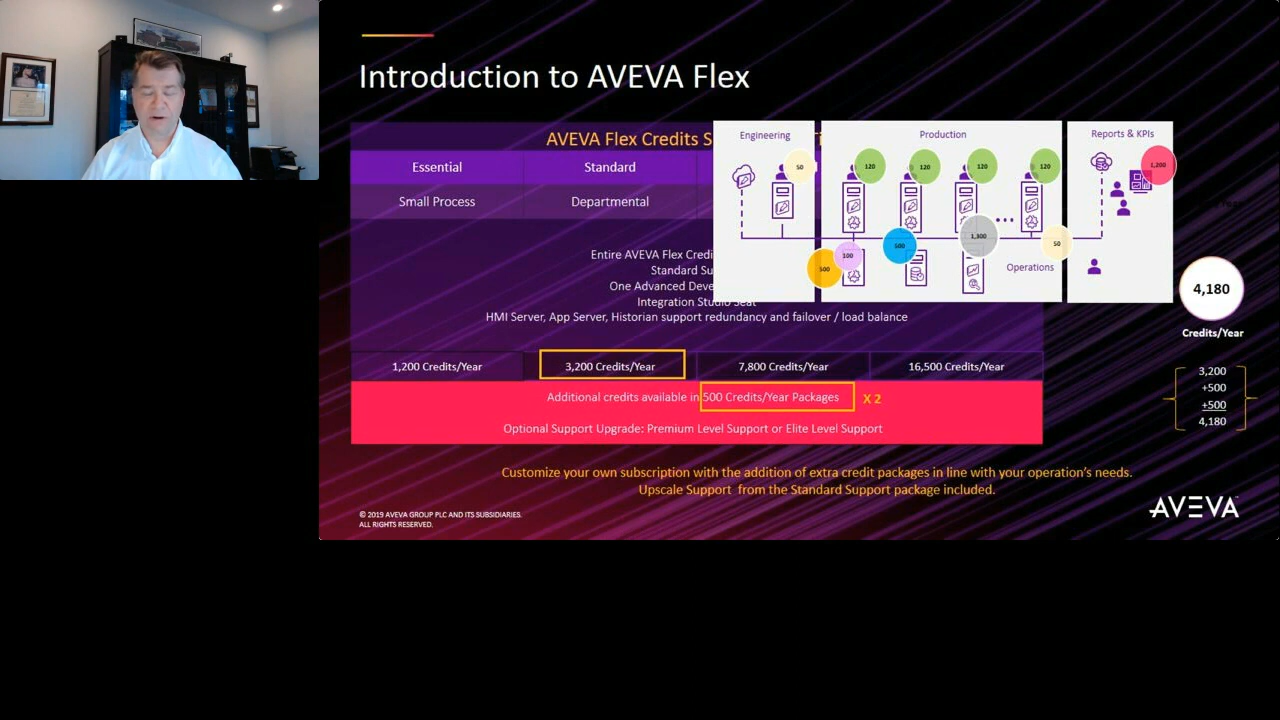 Introduction to AVEVA Flex
AVEVA Flex Credits S
Essential
Standard
Small Process
Departmental
Engineering
Production
Reports & KPIs
50
120
120
120
120
1,200
500
100
500
1,300
50
Operations
Entire AVEVA Flex Credi
Standard Su
One Advanced Deve
Integration Studio Seat
HMI Server, App Server, Historian support redundancy and failover / load balance
4,180
Credits/Year
1,200 Credits/Year
3,200 Credits/Year
7,800 Credits/Year
16,500 Credits/Year
Additional credits available in 500 Credits/Year Packages X 2
Optional Support Upgrade: Premium Level Support or Elite Level Support
3,200
+500
+500
4,180
Customize your own subscription with the addition of extra credit packages in line with your operation's needs.
Upscale Support from the Standard Support package included.
© 2019 AVEVA GROUP PLC AND ITS SUBSIDIARIES.
ALL RIGHTS RESERVED.
AVEVA